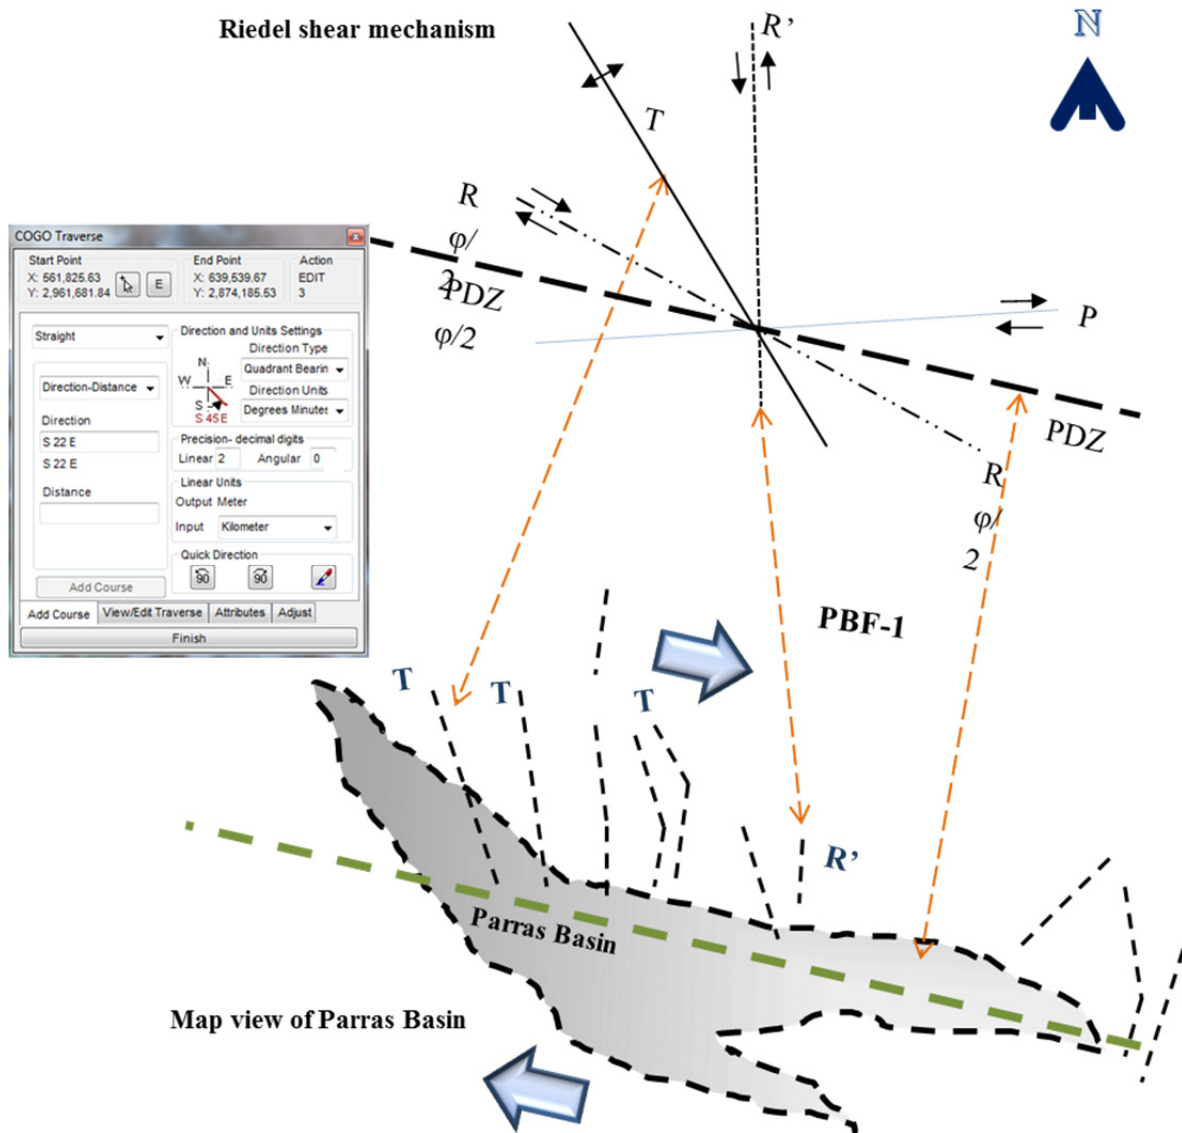 Riedel shear mechanism
R’
N
T
R
φ/
2
PDZ
φ/2
P
PDZ
R
φ/
2
COGO Traverse
Start Point
X: 561,825.63
Y: 2,961,681.84
E
End Point
X: 639,539.67
Y: 2,874,185.53
Action
EDIT
3
Straight
Direction-Distance
Direction
S 22 E
S 22 E
Distance
Add Course
Direction and Units Settings
N
W E
S
S 45 E
Direction Type
Quadrant Bearin
Direction Units
Degrees Minutes
Precision- decimal digits
Linear 2 Angular 0
Linear Units
Output Meter
Input Kilometer
Quick Direction
90 90
Add Course View/Edit Traverse Attributes Adjust
Finish
PBF-1
T
T
T
R’
Parras Basin
Map view of Parras Basin